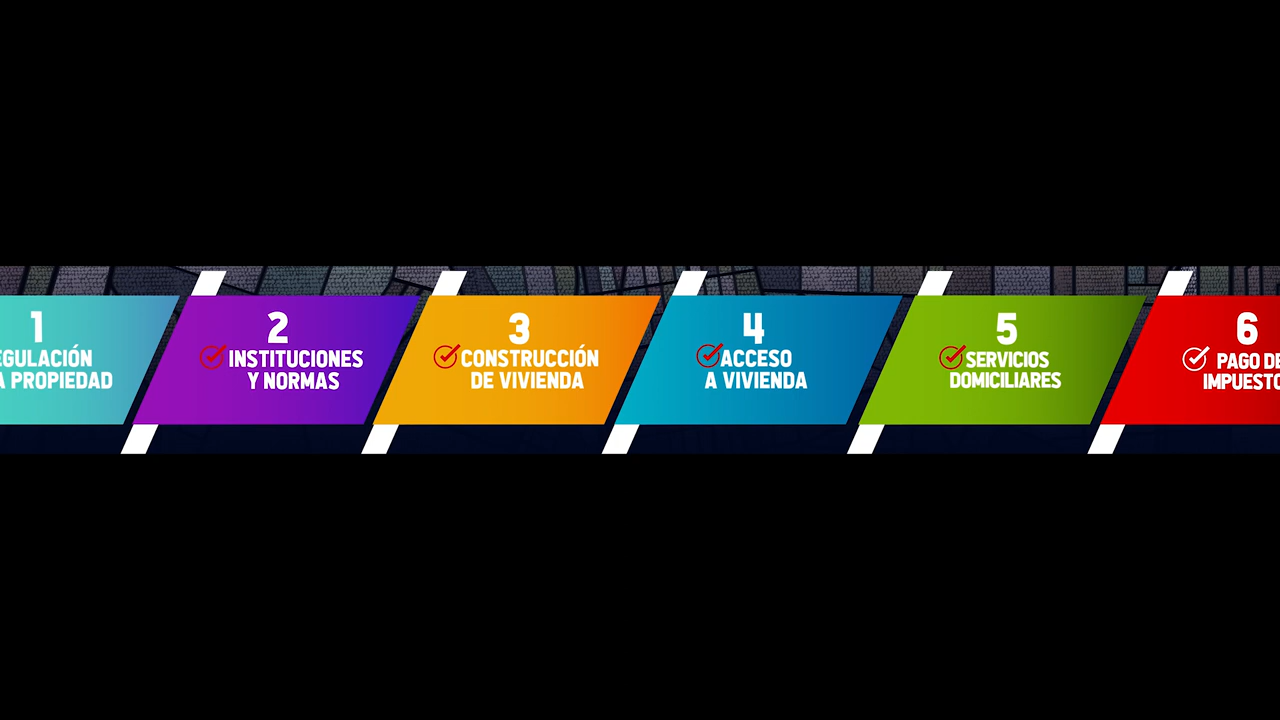 1
EGULACIÓN
A PROPIEDAD
2
INSTITUCIONES
Y NORMAS
3
CONSTRUCCIÓN
DE VIVIENDA
4
ACCESO
A VIVIENDA
5
SERVICIOS
DOMICILIARES
6
PAGO DE
IMPUESTO